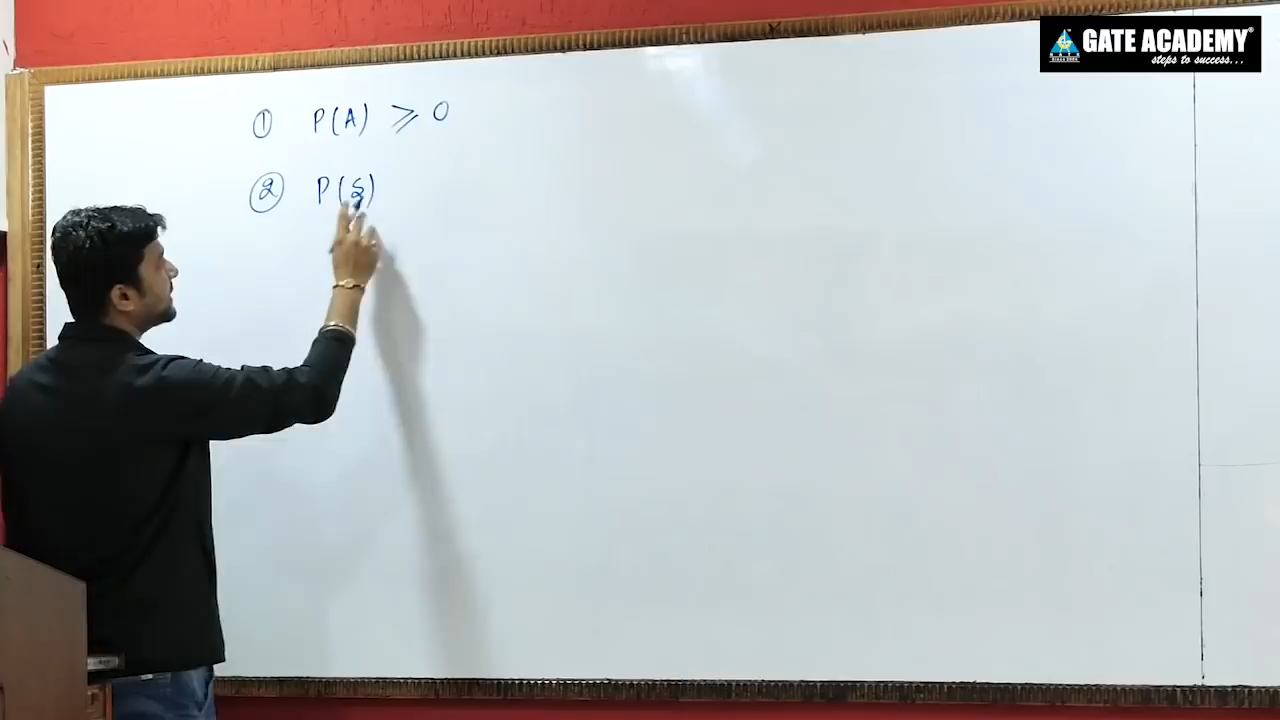 ① P(A) ⩾ 0
② P(S)
GATE ACADEMY®
steps to success...